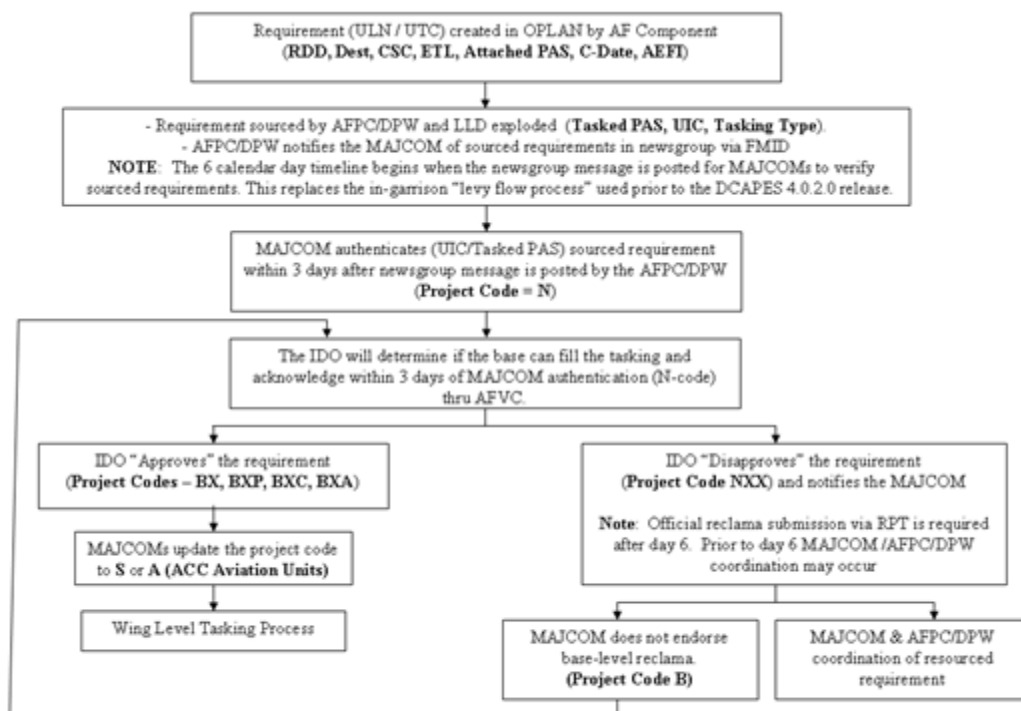 Requirement (ULN / UTC) created in OPLAN by AF Component
(RDD, Dest, CSC, ETL, Attached PAS, C-Date, AEFI)
- Requirement sourced by AFPC/DPW and LLD exploded (Tasked PAS, UIC, Tasking Type).
- AFPC/DPW notifies the MAJCOM of sourced requirements in newsgroup via FMID
NOTE: The 6 calendar day timeline begins when the newsgroup message is posted for MAJCOMs to verify
sourced requirements. This replaces the in-garrison "levy flow process" used prior to the DCAPES 4.0.2.0 release.
MAJCOM authenticates (UIC/Tasked PAS) sourced requirement
within 3 days after newsgroup message is posted by the AFPC/DPW
(Project Code = N)
The IDO will determine if the base can fill the tasking and
acknowledge within 3 days of MAJCOM authentication (N-code)
thru AFVC.
IDO "Approves" the requirement
(Project Codes – BX, BXP, BXC, BXA)
MAJCOMs update the project code
to S or A (ACC Aviation Units)
Wing Level Tasking Process
IDO "Disapproves" the requirement
(Project Code NXX) and notifies the MAJCOM
Note: Official reclama submission via RPT is required
after day 6. Prior to day 6 MAJCOM /AFPC/DPW
coordination may occur
MAJCOM does not endorse
base-level reclama.
(Project Code B)
MAJCOM & AFPC/DPW
coordination of resourced
requirement